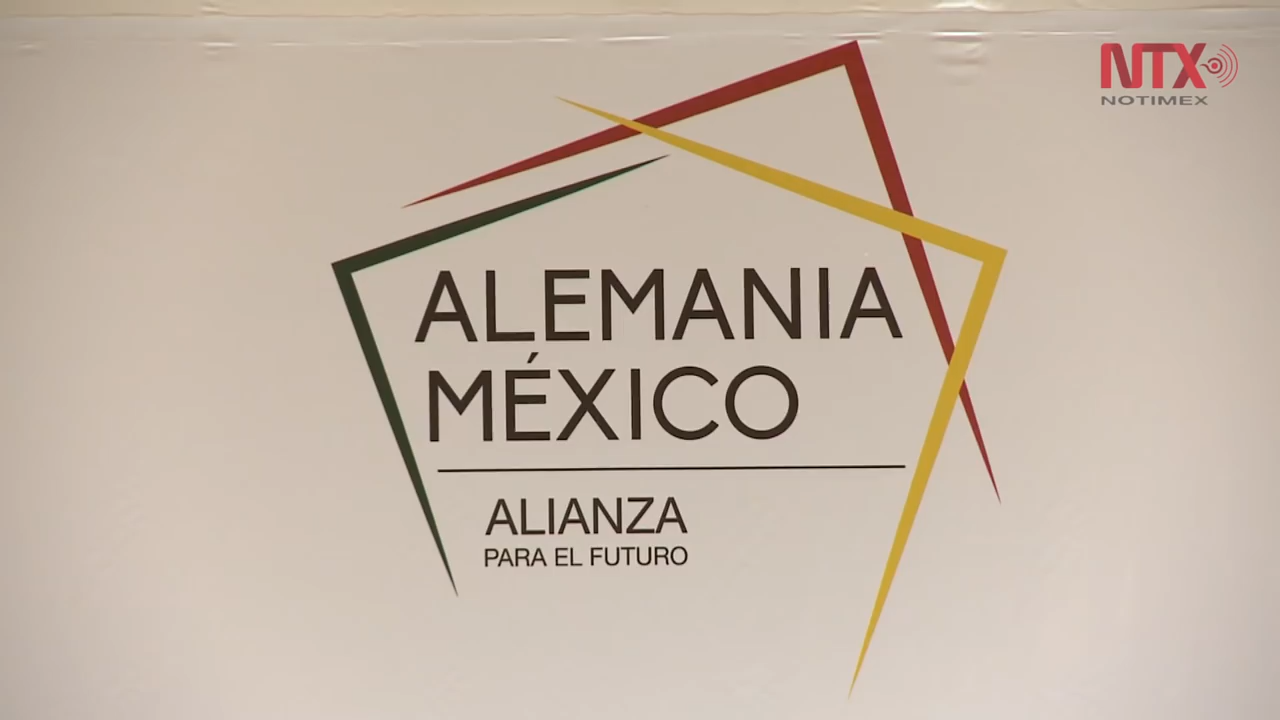 NTX
NOTIMEX
ALEMANIA
MÉXICO
ALIANZA
PARA EL FUTURO